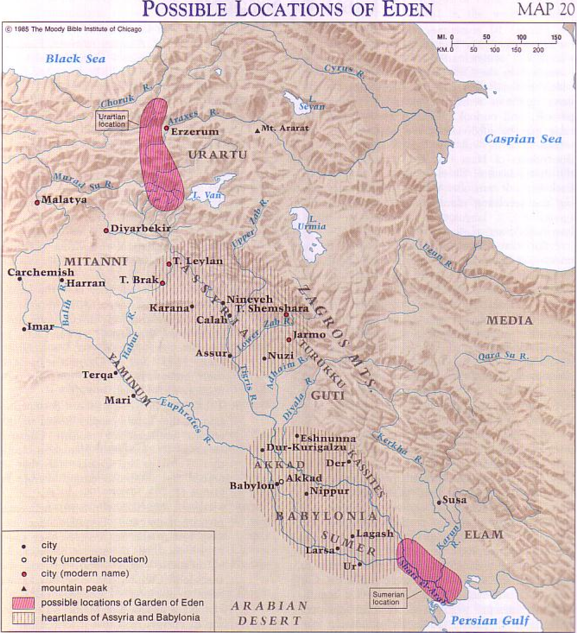 POSSIBLE LOCATIONS OF EDEN
MAP 20
© 1985 The Moody Bible Institute of Chicago
MI. 0 50 100 150
KM. 0 50 100 150 200
Black Sea
Cyrus R.
Choruk R.
L. Sevan
Urartian
location
Araxes R.
Erzerum
Mt. Ararat
Caspian Sea
URARTU
Murad Su R.
L. Van
Malatya
Upper Zab R.
L.
Urmia
Diyarbekir
Uzun R.
MITANNI
T. Leylan
Carchemish
Harran
T. Brak
ASSYRIA
ZAGROS MTS.
Balih R.
Nineveh
Karana
T. Shemshara
Calah
MEDIA
Imar
Habur R.
Lower Zab R.
Jarmo
Assur
Nuzi
TURUKKU
Qara Su R.
YAMINUM
Terqa
Tigris R.
Adhaim R.
Mari
Diyala R.
GUTI
Euphrates R.
Eshnunna
Dur-Kurigalzu
Kerkha R.
AKKAD
Der
KASSITES
Babylon
Akkad
Nippur
Susa
BABYLONIA
SUMER
Lagash
Karun R.
ELAM
Larsa
Ur
Shatt el-Arab
Sumerian
location
ARABIAN
DESERT
Persian Gulf
city
city (uncertain location)
city (modern name)
mountain peak
possible locations of Garden of Eden
heartlands of Assyria and Babylonia